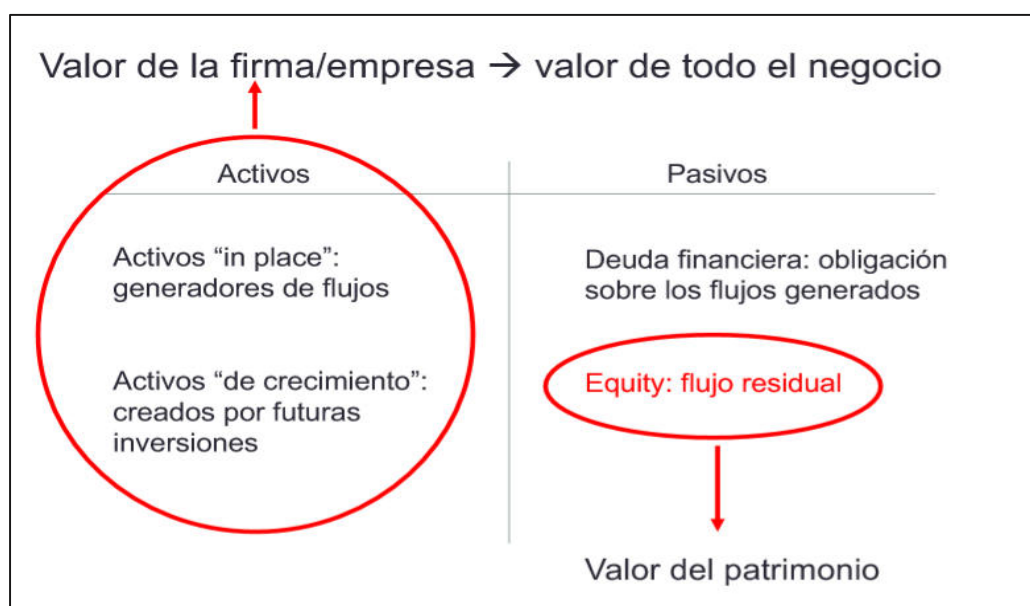 Valor de la firma/empresa → valor de todo el negocio
Activos
Pasivos
Activos “in place”:
generadores de flujos
Deuda financiera: obligación
sobre los flujos generados
Activos “de crecimiento”:
creados por futuras
inversiones
Equity: flujo residual
Valor del patrimonio